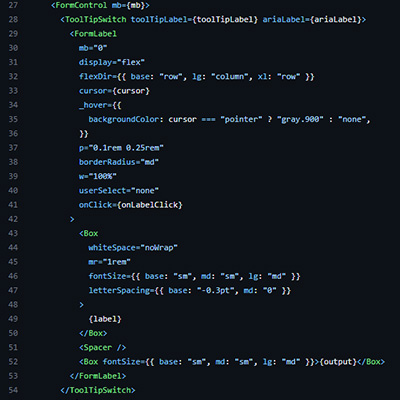 27 <FormControl mb={mb}>
28 <ToolTipSwitch toolTipLabel={toolTipLabel} ariaLabel={ariaLabel}>
29 <FormLabel
30 mb="0"
31 display="flex"
32 flexDir={{ base: "row", lg: "column", xl: "row" }}
33 cursor={cursor}
34 _hover={{
35 backgroundColor: cursor === "pointer" ? "gray.900" : "none",
36 }}
37 p="0.1rem 0.25rem"
38 borderRadius="md"
39 w="100%"
40 userSelect="none"
41 onClick={onLabelClick}
42 >
43 <Box
44 whiteSpace="noWrap"
45 mr="1rem"
46 fontSize={{ base: "sm", md: "sm", lg: "md" }}
47 letterSpacing={{ base: "-0.3pt", md: "0" }}
48 >
49 {label}
50 </Box>
51 <Spacer />
52 <Box fontSize={{ base: "sm", md: "sm", lg: "md" }}>{output}</Box>
53 </FormLabel>
54 </ToolTipSwitch>